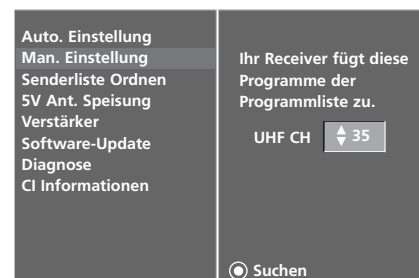 Auto. Einstellung
Man. Einstellung
Senderliste Ordnen
5V Ant. Speisung
Verstärker
Software-Update
Diagnose
CI Informationen
Ihr Receiver fügt diese
Programme der
Programmliste zu.
UHF CH 35
Suchen